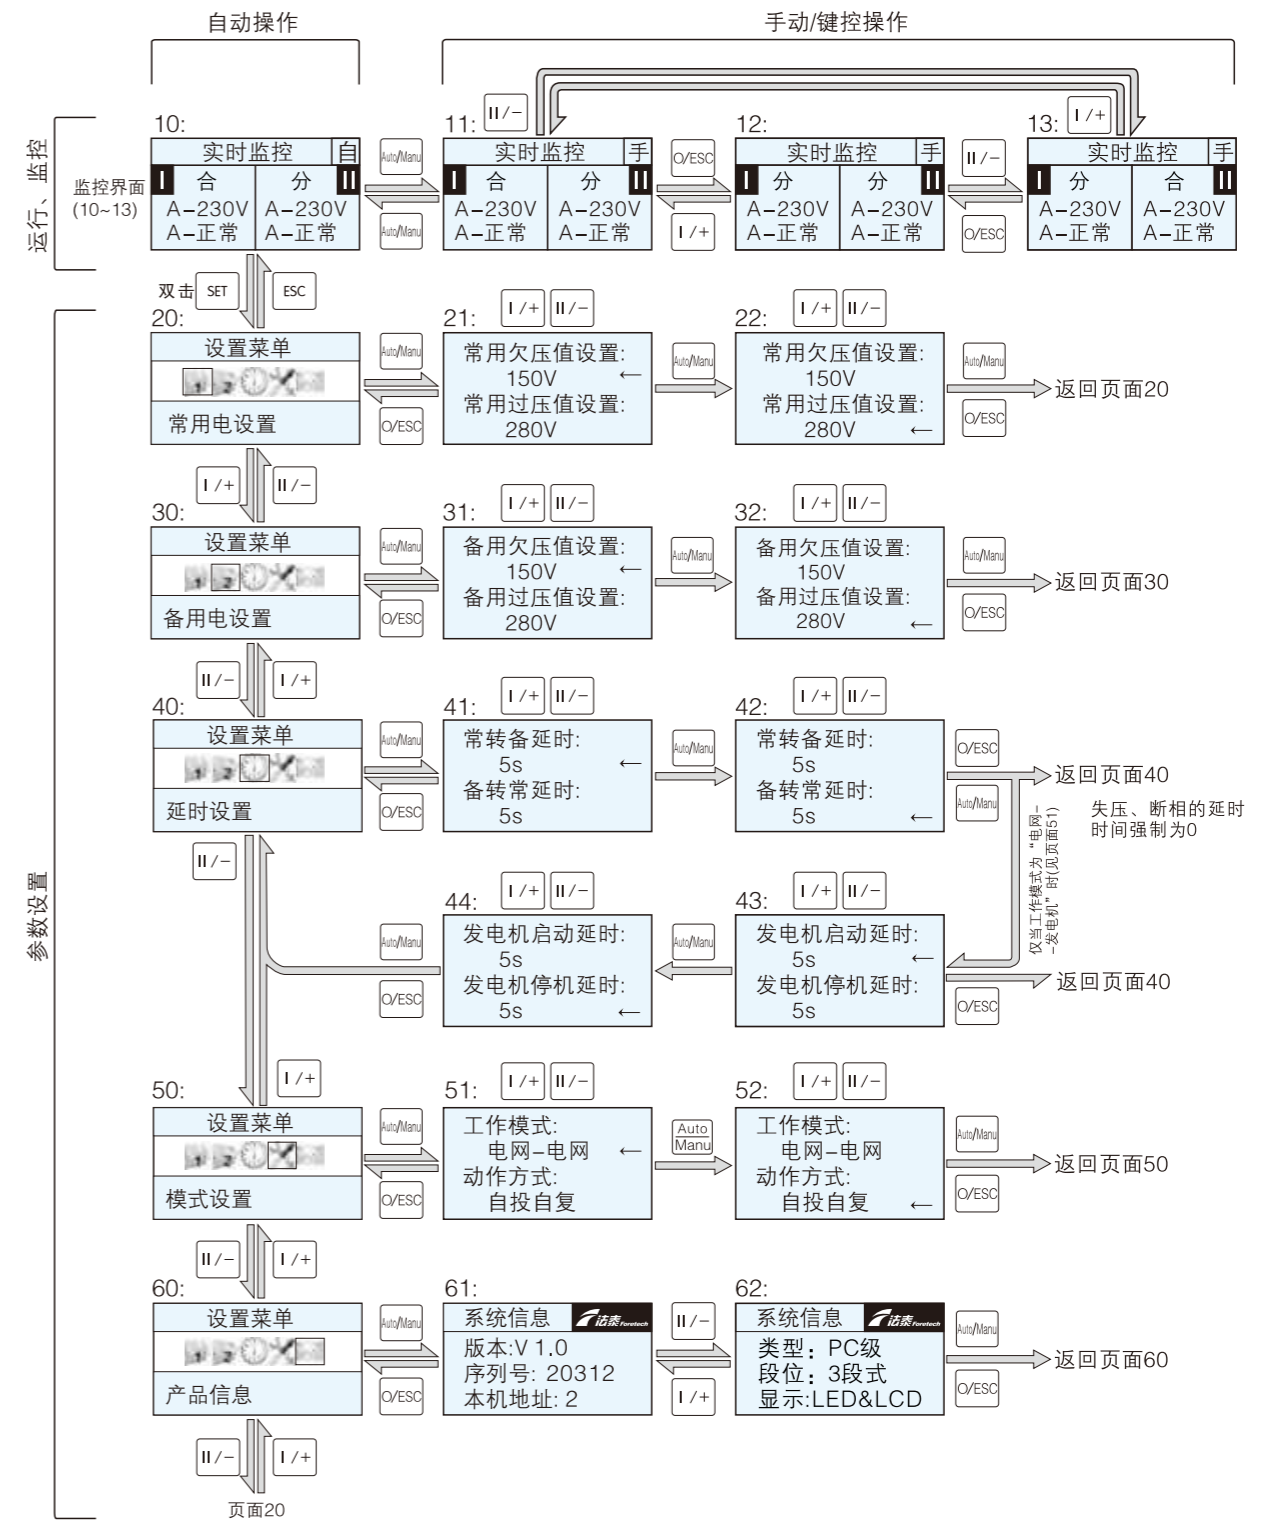 自动操作
手动/键控操作
运行、监控
监控界面
(10~13)
10:
实时监控 自
I 合 分 II
A-230V A-230V
A-正常 A-正常
Auto/Manu
Auto/Manu
11:
II/-
实时监控 手
I 合 分 II
A-230V A-230V
A-正常 A-正常
O/ESC
I/+
12:
实时监控 手
I 分 分 II
A-230V A-230V
A-正常 A-正常
II/-
O/ESC
13:
I/+
实时监控 手
I 分 合 II
A-230V A-230V
A-正常 A-正常
双击 SET ESC
参数设置
20:
设置菜单
1 2
常用电设置
Auto/Manu
O/ESC
21:
I/+ II/-
常用欠压值设置:
150V ←
常用过压值设置:
280V
Auto/Manu
22:
I/+ II/-
常用欠压值设置:
150V
常用过压值设置:
280V ←
Auto/Manu
O/ESC
返回页面20
I/+ II/-
30:
设置菜单
1 2
备用电设置
Auto/Manu
O/ESC
31:
I/+ II/-
备用欠压值设置:
150V ←
备用过压值设置:
280V
Auto/Manu
32:
I/+ II/-
备用欠压值设置:
150V
备用过压值设置:
280V ←
Auto/Manu
O/ESC
返回页面30
II/- I/+
40:
设置菜单
1 2
延时设置
Auto/Manu
O/ESC
41:
I/+ II/-
常转备延时:
5s ←
备转常延时:
5s
Auto/Manu
42:
I/+ II/-
常转备延时:
5s
备转常延时:
5s ←
O/ESC
Auto/Manu
返回页面40
失压、断相的延时
时间强制为0
仅当工作模式为“电网-
-发电机”时(见页面51)
II/-
44:
I/+ II/-
发电机启动延时:
5s
发电机停机延时:
5s ←
Auto/Manu
O/ESC
Auto/Manu
43:
I/+ II/-
发电机启动延时:
5s ←
发电机停机延时:
5s
O/ESC
返回页面40
I/+
50:
设置菜单
1 2
模式设置
Auto/Manu
O/ESC
51:
I/+ II/-
工作模式:
电网-电网 ←
动作方式:
自投自复
Auto
Manu
52:
I/+ II/-
工作模式:
电网-电网
动作方式:
自投自复 ←
Auto/Manu
O/ESC
返回页面50
II/- I/+
60:
设置菜单
1 2
产品信息
Auto/Manu
O/ESC
61:
系统信息 法泰 Foretech
版本:V 1.0
序列号: 20312
本机地址: 2
II/-
I/+
62:
系统信息 法泰 Foretech
类型: PC级
段位: 3段式
显示:LED&LCD
Auto/Manu
O/ESC
返回页面60
II/- I/+
页面20